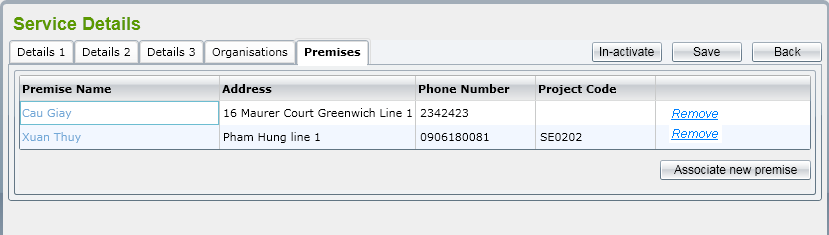 Service Details
Details 1 Details 2 Details 3 Organisations Premises In-activate Save Back
Premise Name Address Phone Number Project Code
Cau Giay 16 Maurer Court Greenwich Line 1 2342423 Remove
Xuan Thuy Pham Hung line 1 0906180081 SE0202 Remove
Associate new premise